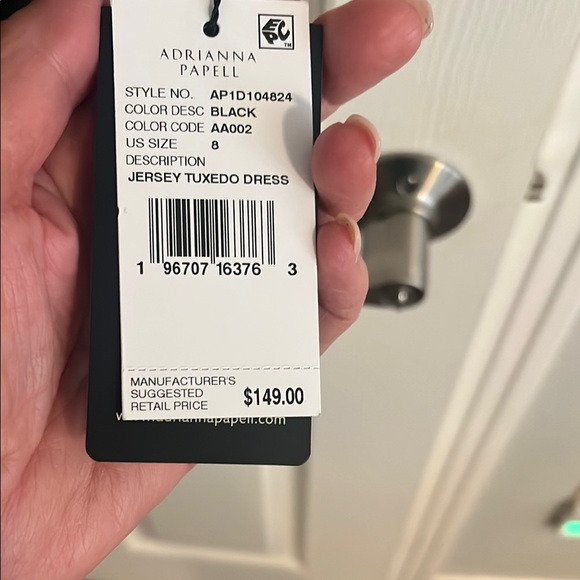 EPC™
ADRIANNA
PAPELL
STYLE NO. AP1D104824
COLOR DESC BLACK
COLOR CODE AA002
US SIZE 8
DESCRIPTION
JERSEY TUXEDO DRESS
1 96707 16376 3
MANUFACTURER'S
SUGGESTED
RETAIL PRICE $149.00